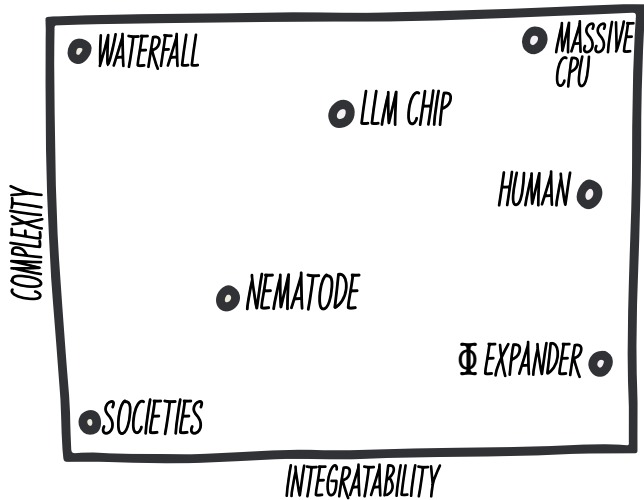 WATERFALL
MASSIVE
CPU
LLM CHIP
HUMAN
COMPLEXITY
NEMATODE
Φ EXPANDER
SOCIETIES
INTEGRATABILITY